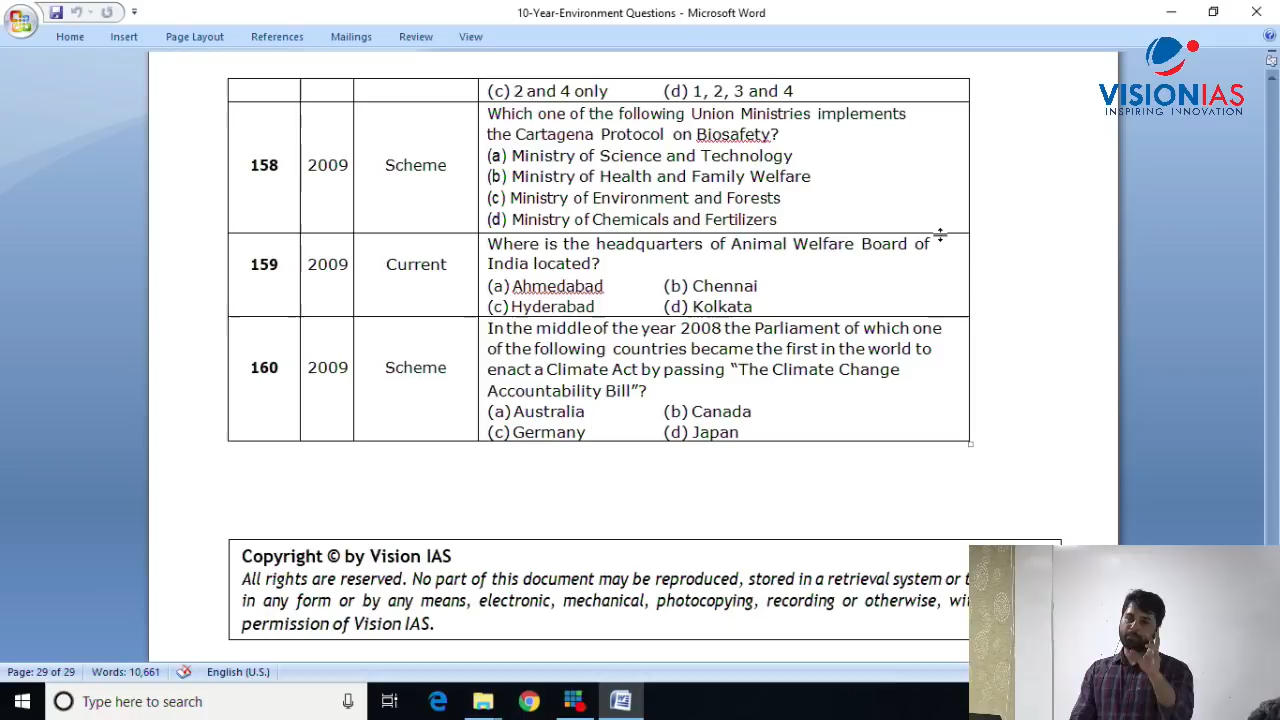 10-Year-Environment Questions - Microsoft Word
Home Insert Page Layout References Mailings Review View
VISIONIAS
INSPIRING INNOVATION
(c) 2 and 4 only (d) 1, 2, 3 and 4
158 2009 Scheme
Which one of the following Union Ministries implements
the Cartagena Protocol on Biosafety?
(a) Ministry of Science and Technology
(b) Ministry of Health and Family Welfare
(c) Ministry of Environment and Forests
(d) Ministry of Chemicals and Fertilizers
159 2009 Current
Where is the headquarters of Animal Welfare Board of
India located?
(a) Ahmedabad (b) Chennai
(c) Hyderabad (d) Kolkata
160 2009 Scheme
In the middle of the year 2008 the Parliament of which one
of the following countries became the first in the world to
enact a Climate Act by passing “The Climate Change
Accountability Bill”?
(a) Australia (b) Canada
(c) Germany (d) Japan
Copyright © by Vision IAS
All rights are reserved. No part of this document may be reproduced, stored in a retrieval system or
in any form or by any means, electronic, mechanical, photocopying, recording or otherwise,
permission of Vision IAS.
Page: 29 of 29 Words: 10,661 English (U.S.)
Type here to search